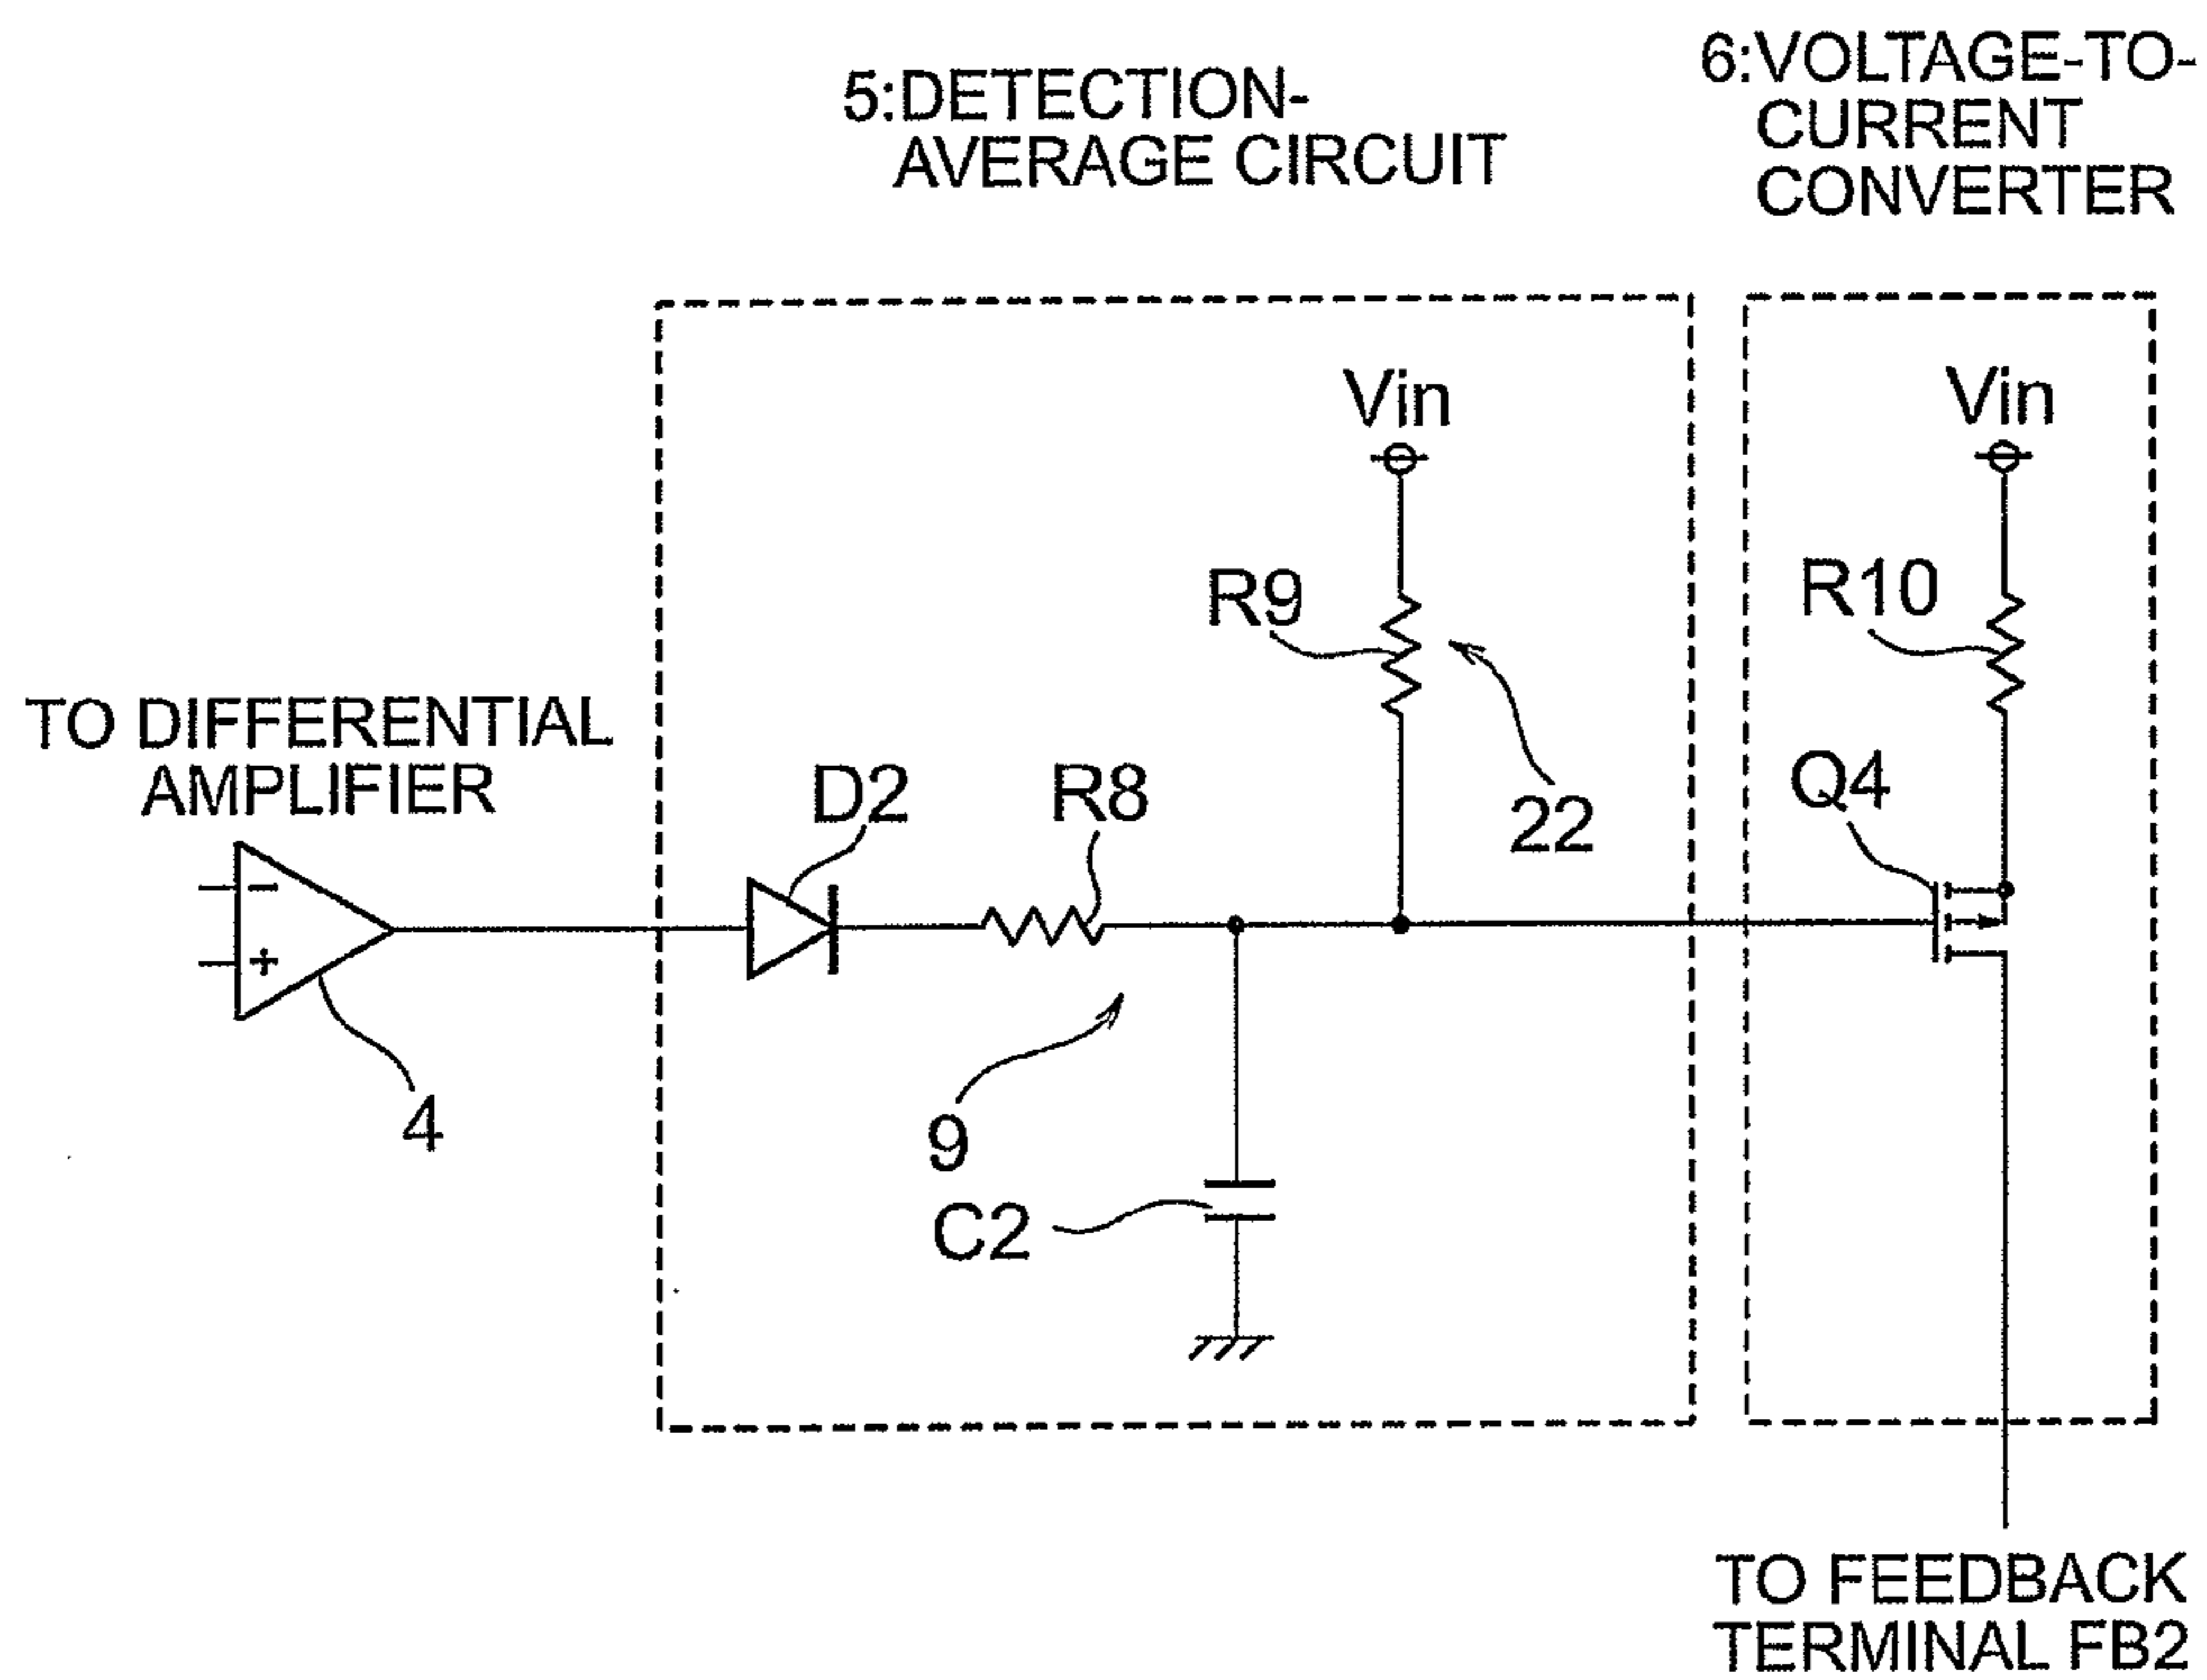 5:DETECTION-
AVERAGE CIRCUIT
6:VOLTAGE-TO-
CURRENT
CONVERTER
Vin
Vin
R9
R10
TO DIFFERENTIAL
AMPLIFIER
D2
R8
22
Q4
−
+
4
9
C2
TO FEEDBACK
TERMINAL FB2